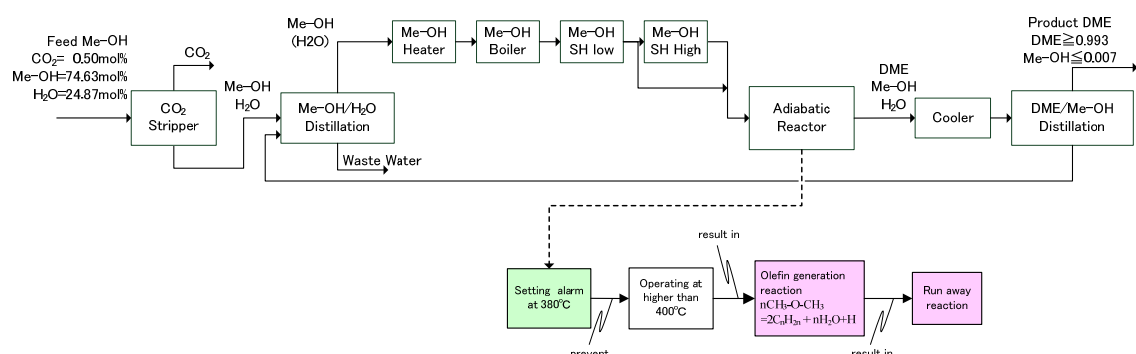 Feed Me-OH
CO₂= 0.50mol%
Me-OH=74.63mol%
H₂O=24.87mol%
CO₂
CO₂
Stripper
Me-OH
H₂O
Me-OH
(H2O)
Me-OH/H₂O
Distillation
Waste Water
Me-OH
Heater
Me-OH
Boiler
Me-OH
SH low
Me-OH
SH High
Adiabatic
Reactor
DME
Me-OH
H₂O
Cooler
Product DME
DME≧0.993
Me-OH≦0.007
DME/Me-OH
Distillation
Setting alarm
at 380°C
prevent
Operating at
higher than
400°C
result in
Olefin generation
reaction
nCH₃-O-CH₃
=2CₙH₂ₙ+nH₂O+H
result in
Run away
reaction